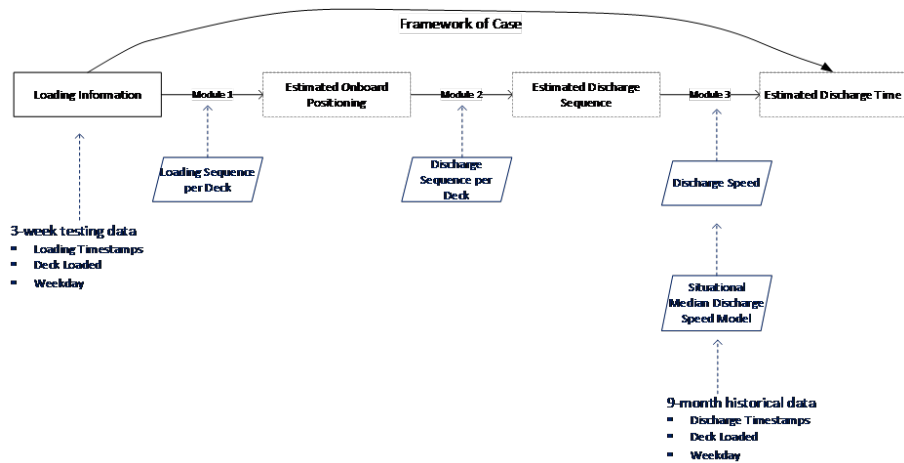 Framework of Case
Loading Information
Module 1
Estimated Onboard
Positioning
Module 2
Estimated Discharge
Sequence
Module 3
Estimated Discharge Time
Loading Sequence
per Deck
Discharge
Sequence per
Deck
Discharge Speed
3-week testing data
▪ Loading Timestamps
▪ Deck Loaded
▪ Weekday
Situational
Median Discharge
Speed Model
9-month historical data
▪ Discharge Timestamps
▪ Deck Loaded
▪ Weekday